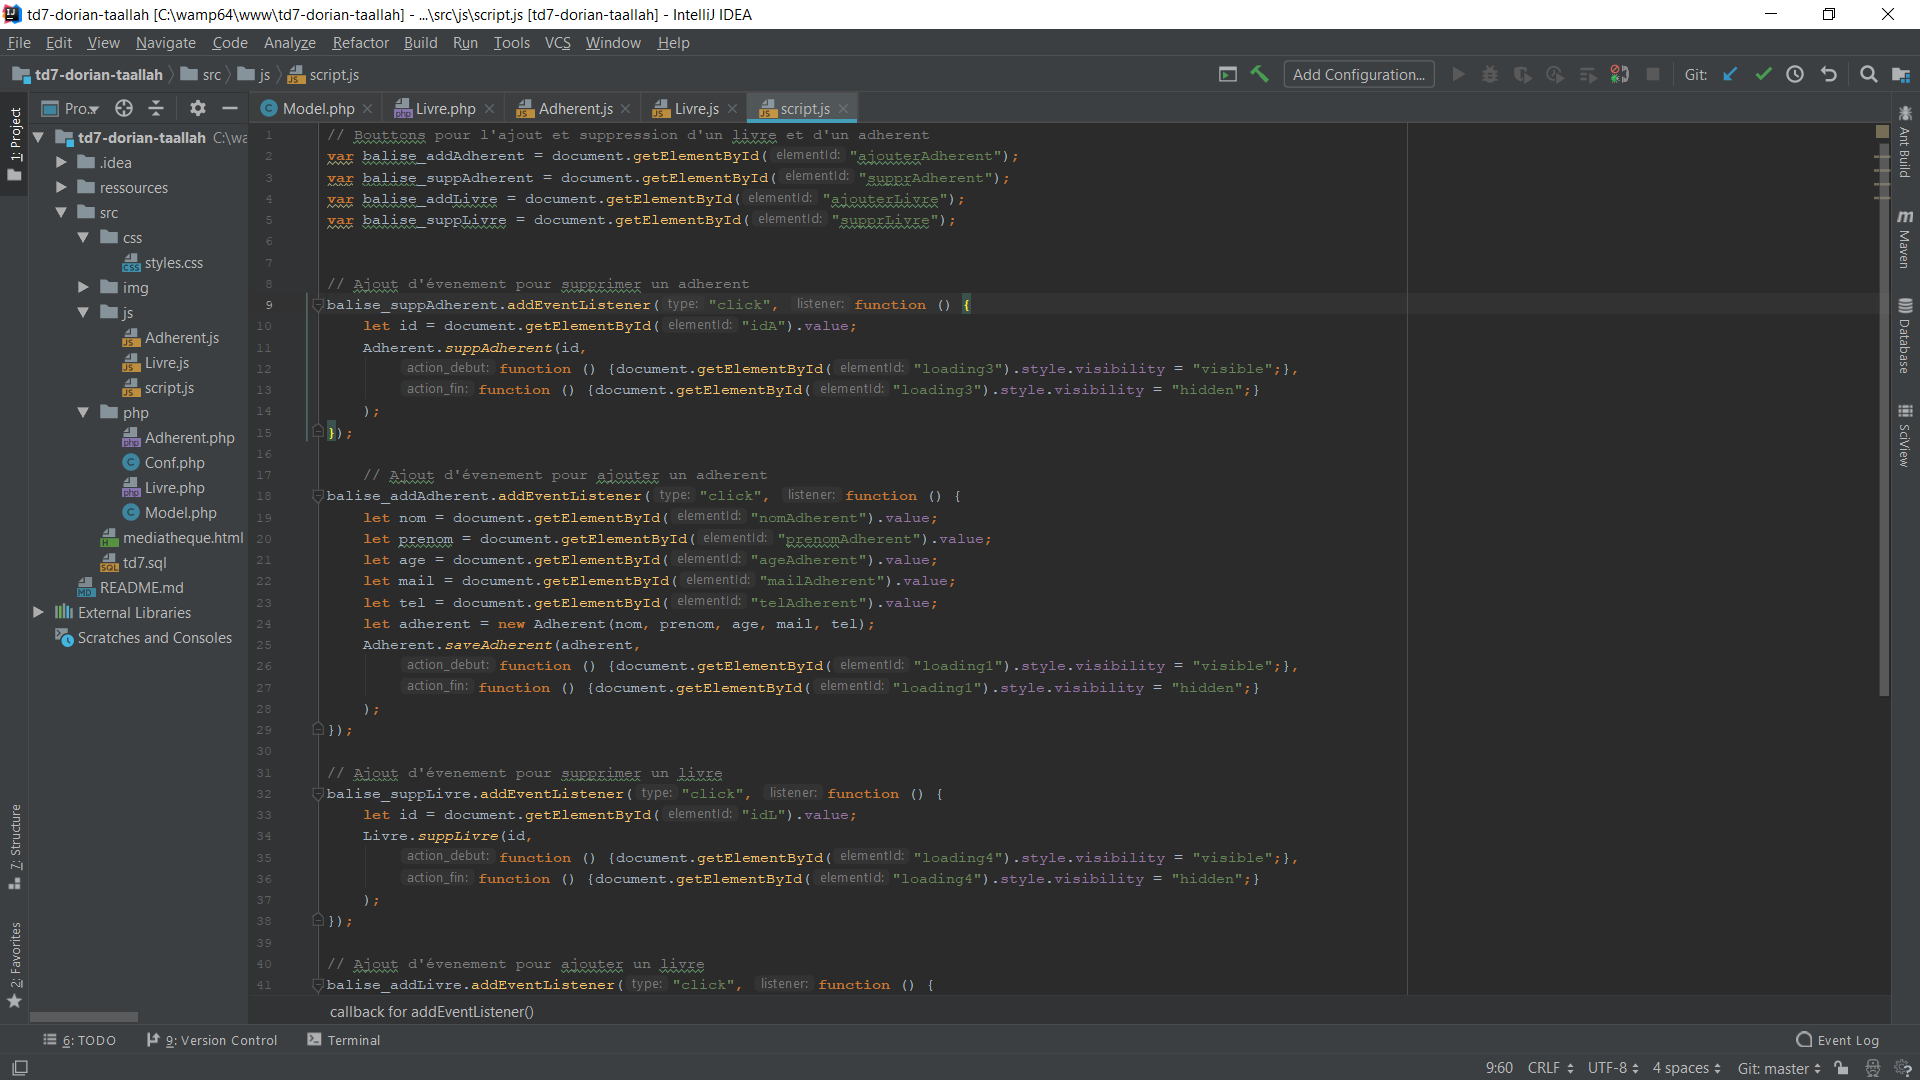 td7-dorian-taallah [C:\wamp64\www\td7-dorian-taallah] - ...\src\js\script.js [td7-dorian-taallah] - IntelliJ IDEA
File Edit View Navigate Code Analyze Refactor Build Run Tools VCS Window Help
td7-dorian-taallah src js script.js Add Configuration... Git:
Pro... Model.php Livre.php Adherent.js Livre.js script.js
1: Project
7: Structure
2: Favorites
td7-dorian-taallah C:\wa
.idea
ressources
src
css
styles.css
img
js
Adherent.js
Livre.js
script.js
php
Adherent.php
Conf.php
Livre.php
Model.php
mediatheque.html
td7.sql
README.md
External Libraries
Scratches and Consoles
1 // Bouttons pour l'ajout et suppression d'un livre et d'un adherent
2 var balise_addAdherent = document.getElementById( elementId: "ajouterAdherent");
3 var balise_suppAdherent = document.getElementById( elementId: "supprAdherent");
4 var balise_addLivre = document.getElementById( elementId: "ajouterLivre");
5 var balise_suppLivre = document.getElementById( elementId: "supprLivre");
6
7
8 // Ajout d'évenement pour supprimer un adherent
9 balise_suppAdherent.addEventListener( type: "click", listener: function () {
10 let id = document.getElementById( elementId: "idA").value;
11 Adherent.suppAdherent(id,
12 action_debut: function () {document.getElementById( elementId: "loading3").style.visibility = "visible";},
13 action_fin: function () {document.getElementById( elementId: "loading3").style.visibility = "hidden";}
14 );
15 });
16
17 // Ajout d'évenement pour ajouter un adherent
18 balise_addAdherent.addEventListener( type: "click", listener: function () {
19 let nom = document.getElementById( elementId: "nomAdherent").value;
20 let prenom = document.getElementById( elementId: "prenomAdherent").value;
21 let age = document.getElementById( elementId: "ageAdherent").value;
22 let mail = document.getElementById( elementId: "mailAdherent").value;
23 let tel = document.getElementById( elementId: "telAdherent").value;
24 let adherent = new Adherent(nom, prenom, age, mail, tel);
25 Adherent.saveAdherent(adherent,
26 action_debut: function () {document.getElementById( elementId: "loading1").style.visibility = "visible";},
27 action_fin: function () {document.getElementById( elementId: "loading1").style.visibility = "hidden";}
28 );
29 });
30
31 // Ajout d'évenement pour supprimer un livre
32 balise_suppLivre.addEventListener( type: "click", listener: function () {
33 let id = document.getElementById( elementId: "idL").value;
34 Livre.suppLivre(id,
35 action_debut: function () {document.getElementById( elementId: "loading4").style.visibility = "visible";},
36 action_fin: function () {document.getElementById( elementId: "loading4").style.visibility = "hidden";}
37 );
38 });
39
40 // Ajout d'évenement pour ajouter un livre
41 balise_addLivre.addEventListener( type: "click", listener: function () {
callback for addEventListener()
Ant Build
Maven
Database
SciView
6: TODO 9: Version Control Terminal Event Log
9:60 CRLF UTF-8 4 spaces Git: master